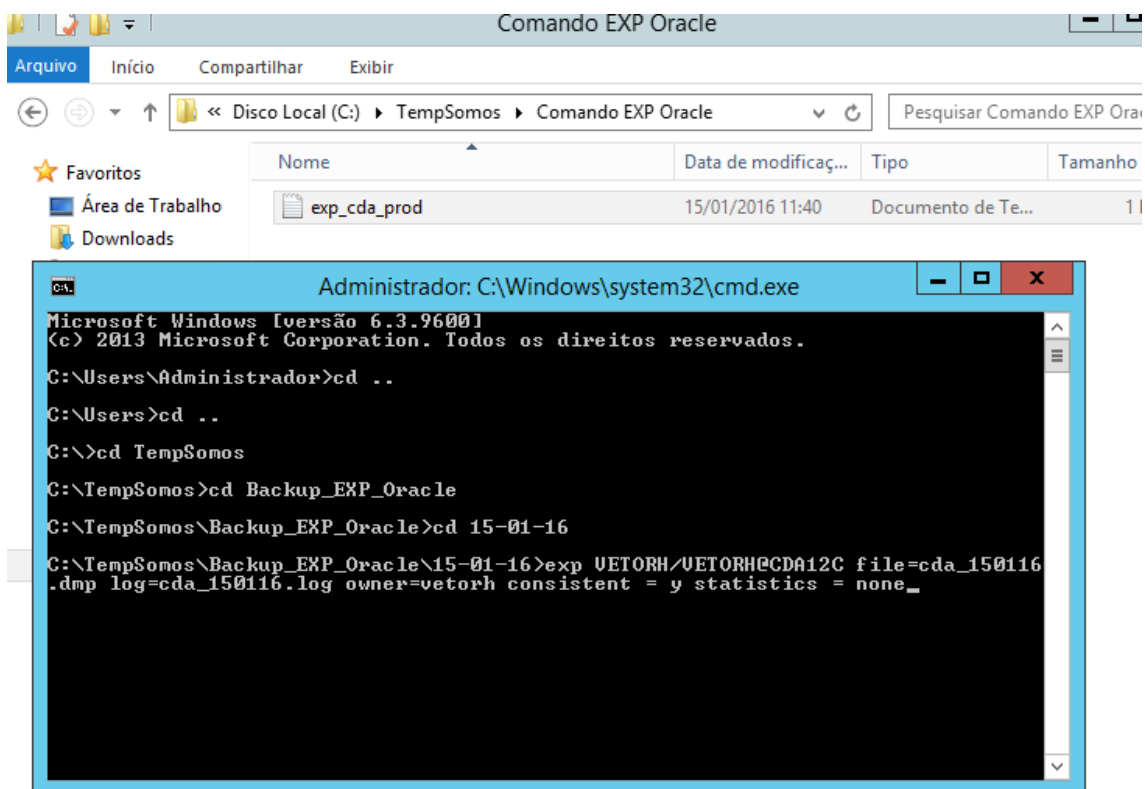 Comando EXP Oracle
Arquivo Início Compartilhar Exibir
« Disco Local (C:) TempSomos Comando EXP Oracle Pesquisar Comando EXP
Favoritos Nome Data de modificaç... Tipo Tamanho
Área de Trabalho exp_cda_prod 15/01/2016 11:40 Documento de Te... 1
Downloads
C:\.
Administrador: C:\Windows\system32\cmd.exe
Microsoft Windows [versão 6.3.9600]
(c) 2013 Microsoft Corporation. Todos os direitos reservados.
C:\Users\Administrador>cd ..
C:\Users>cd ..
C:\>cd TempSomos
C:\TempSomos>cd Backup_EXP_Oracle
C:\TempSomos\Backup_EXP_Oracle>cd 15-01-16
C:\TempSomos\Backup_EXP_Oracle\15-01-16>exp VETORH/VETORH@CDA12C file=cda_150116
.dmp log=cda_150116.log owner=vetorh consistent = y statistics = none_